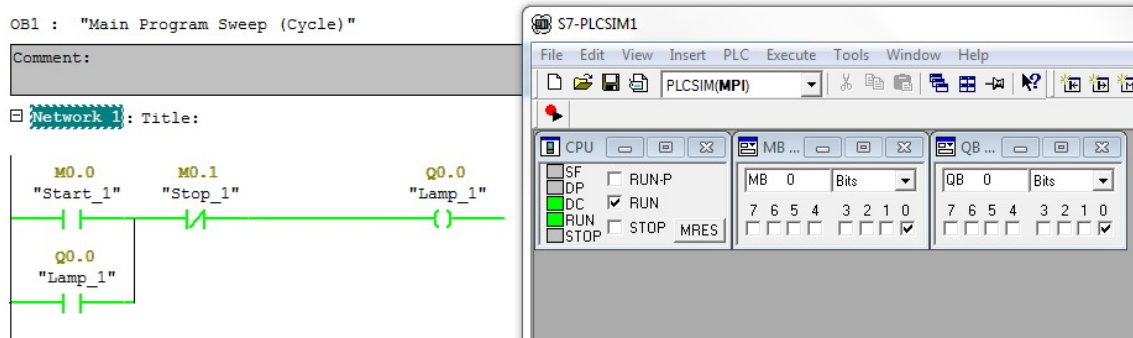 OB1 : "Main Program Sweep (Cycle)"
Comment:
Network 1: Title:
M0.0 M0.1 Q0.0
"Start_1" "Stop_1" "Lamp_1"
Q0.0
"Lamp_1"
S7-PLCSIM1
File Edit View Insert PLC Execute Tools Window Help
PLCSIM(MPI)
CPU
SF
DP
DC
RUN
STOP
RUN-P
RUN
STOP
MRES
MB ...
MB 0 Bits
7 6 5 4 3 2 1 0
QB ...
QB 0 Bits
7 6 5 4 3 2 1 0